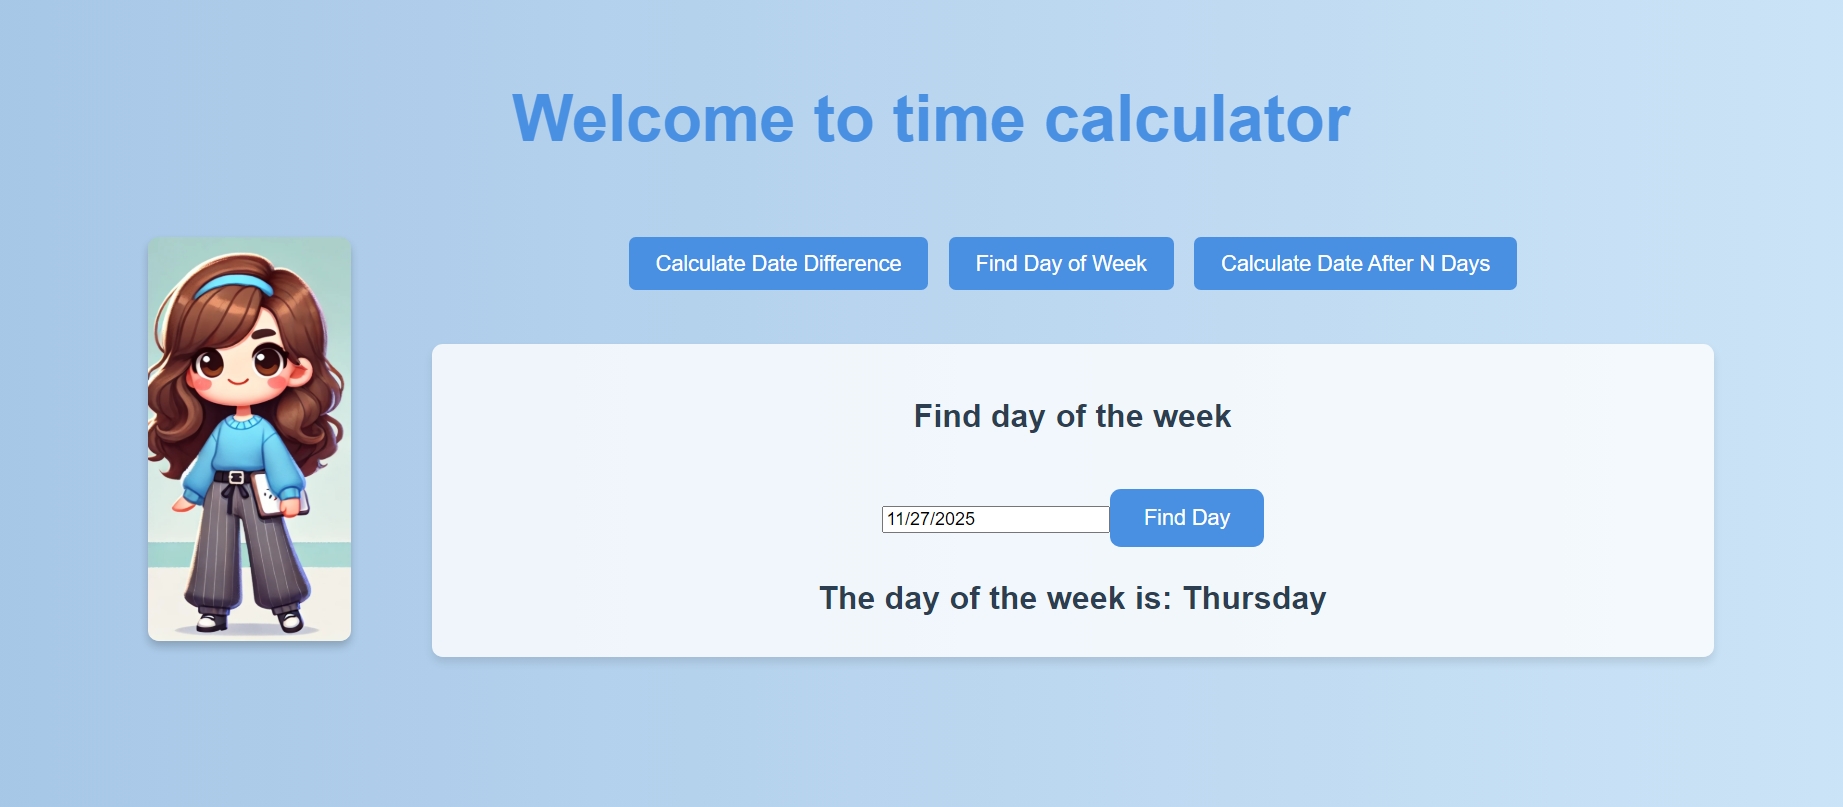 Welcome to time calculator
Calculate Date Difference
Find Day of Week
Calculate Date After N Days
Find day of the week
11/27/2025
Find Day
The day of the week is: Thursday